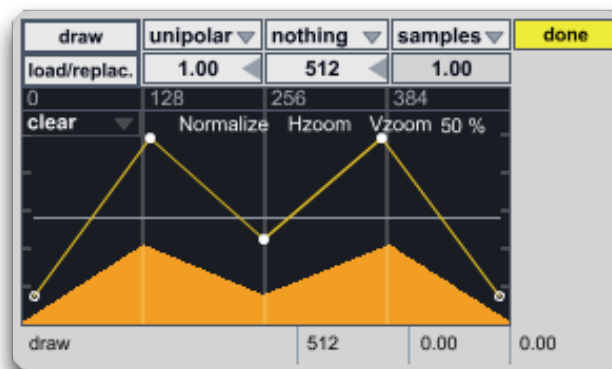 draw unipolar nothing samples done
load/replac. 1.00 512 1.00
0 128 256 384
clear Normalize Hzoom Vzoom 50 %
draw 512 0.00 0.00